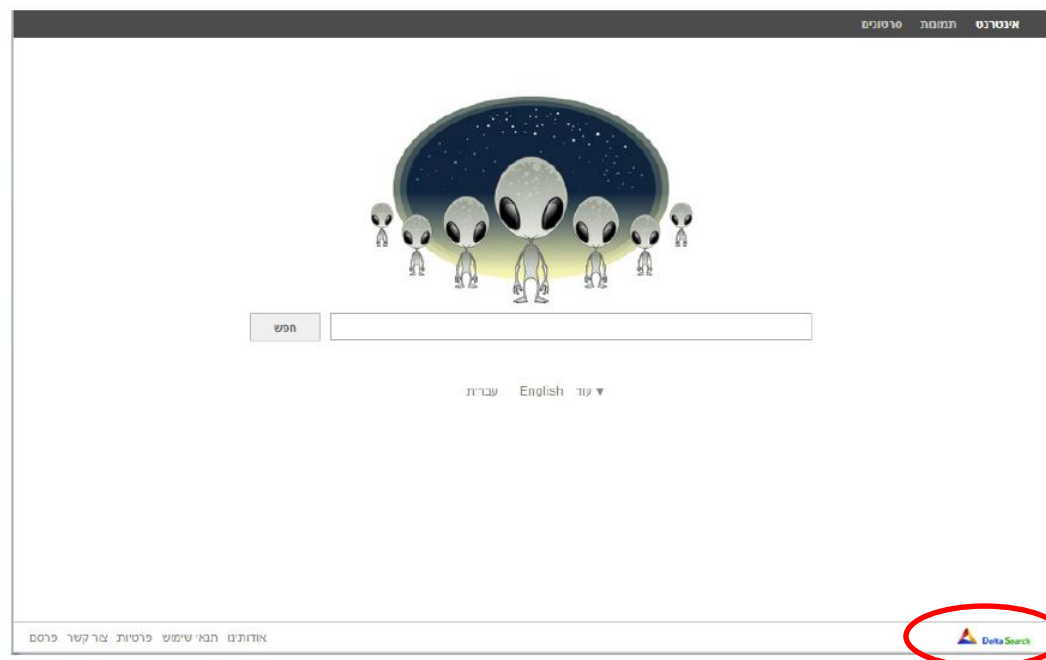 אינטרנט תמונות סרטונים
חפש
עברית English עוד ▼
אודותינו תנאי שימוש פרטיות צור קשר פרסם
Delta Search